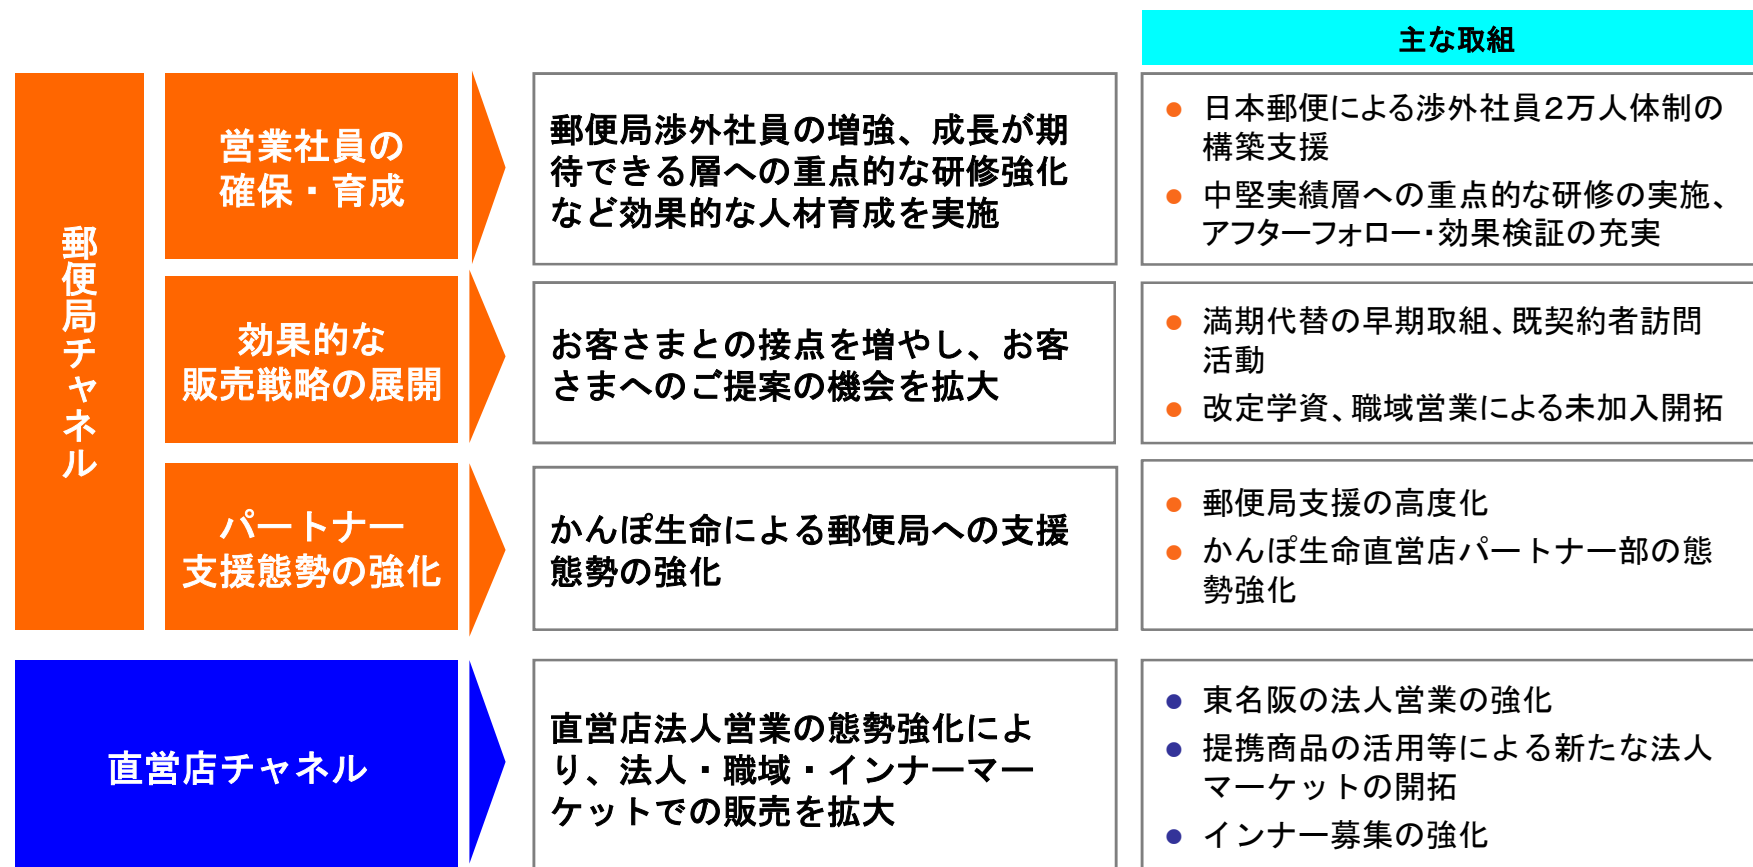 主な取組
郵便局チャネル
営業社員の
確保・育成
郵便局渉外社員の増強、成長が期
待できる層への重点的な研修強化
など効果的な人材育成を実施
● 日本郵便による渉外社員２万人体制の
構築支援
● 中堅実績層への重点的な研修の実施、
アフターフォロー・効果検証の充実
効果的な
販売戦略の展開
お客さまとの接点を増やし、お客
さまへのご提案の機会を拡大
● 満期代替の早期取組、既契約者訪問
活動
● 改定学資、職域営業による未加入開拓
パートナー
支援態勢の強化
かんぽ生命による郵便局への支援
態勢の強化
● 郵便局支援の高度化
● かんぽ生命直営店パートナー部の態
勢強化
直営店チャネル
直営店法人営業の態勢強化によ
り、法人・職域・インナーマー
ケットでの販売を拡大
● 東名阪の法人営業の強化
● 提携商品の活用等による新たな法人
マーケットの開拓
● インナー募集の強化